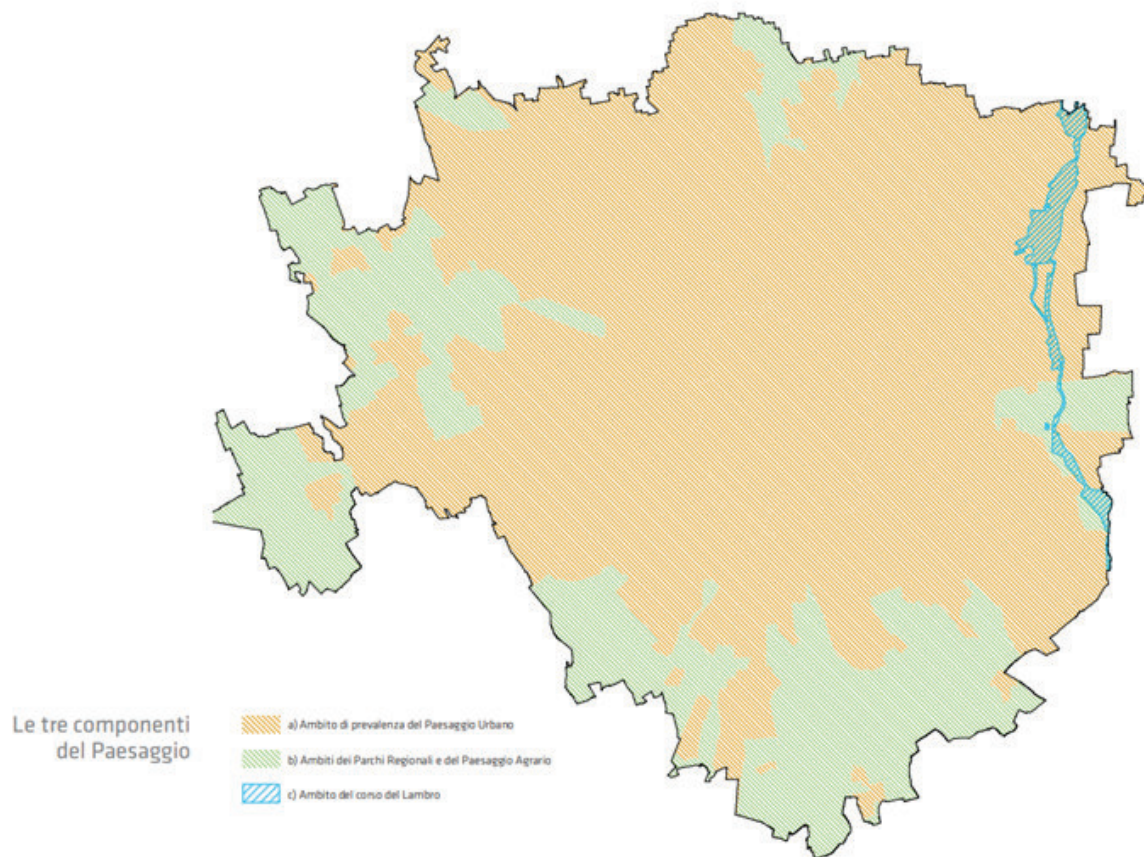 Le tre componenti
del Paesaggio
a) Ambito di prevalenza del Paesaggio Urbano
b) Ambiti dei Parchi Regionali e del Paesaggio Agrario
c) Ambito del corso del Lambro